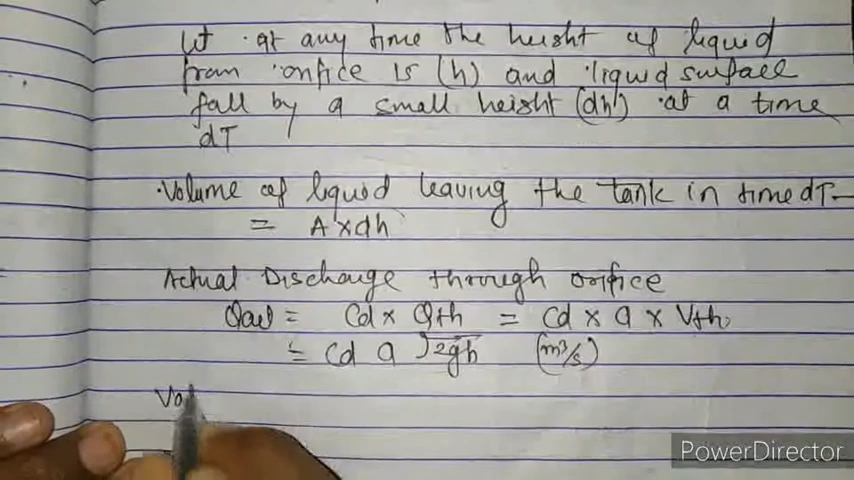 let at any time the height of liquid
from orifice is (h) and liquid surface
fall by a small height (dh) at a time
dT
Volume of liquid leaving the tank in time dT-
= A×dh
Actual Discharge through orifice
Qact = Cd × Qth = Cd × a × Vth.
= Cd a √2gh (m³/s)
Vo
PowerDirector